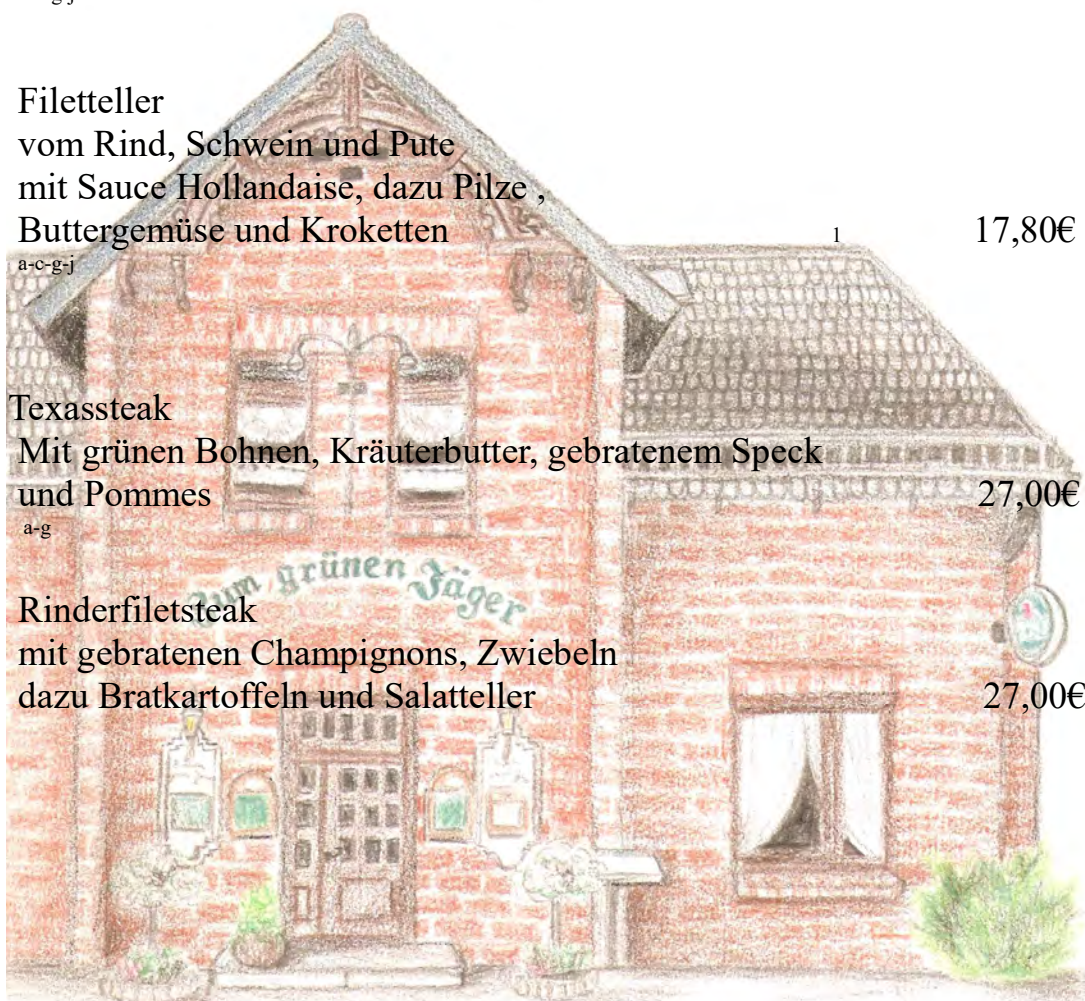 Filetteller
vom Rind, Schwein und Pute
mit Sauce Hollandaise, dazu Pilze ,
Buttergemüse und Kroketten 1 17,80€
a-c-g-j
Texassteak
Mit grünen Bohnen, Kräuterbutter, gebratenem Speck
und Pommes 27,00€
a-g
Zum grünen Jäger
Rinderfiletsteak
mit gebratenen Champignons, Zwiebeln
dazu Bratkartoffeln und Salatteller 27,00€